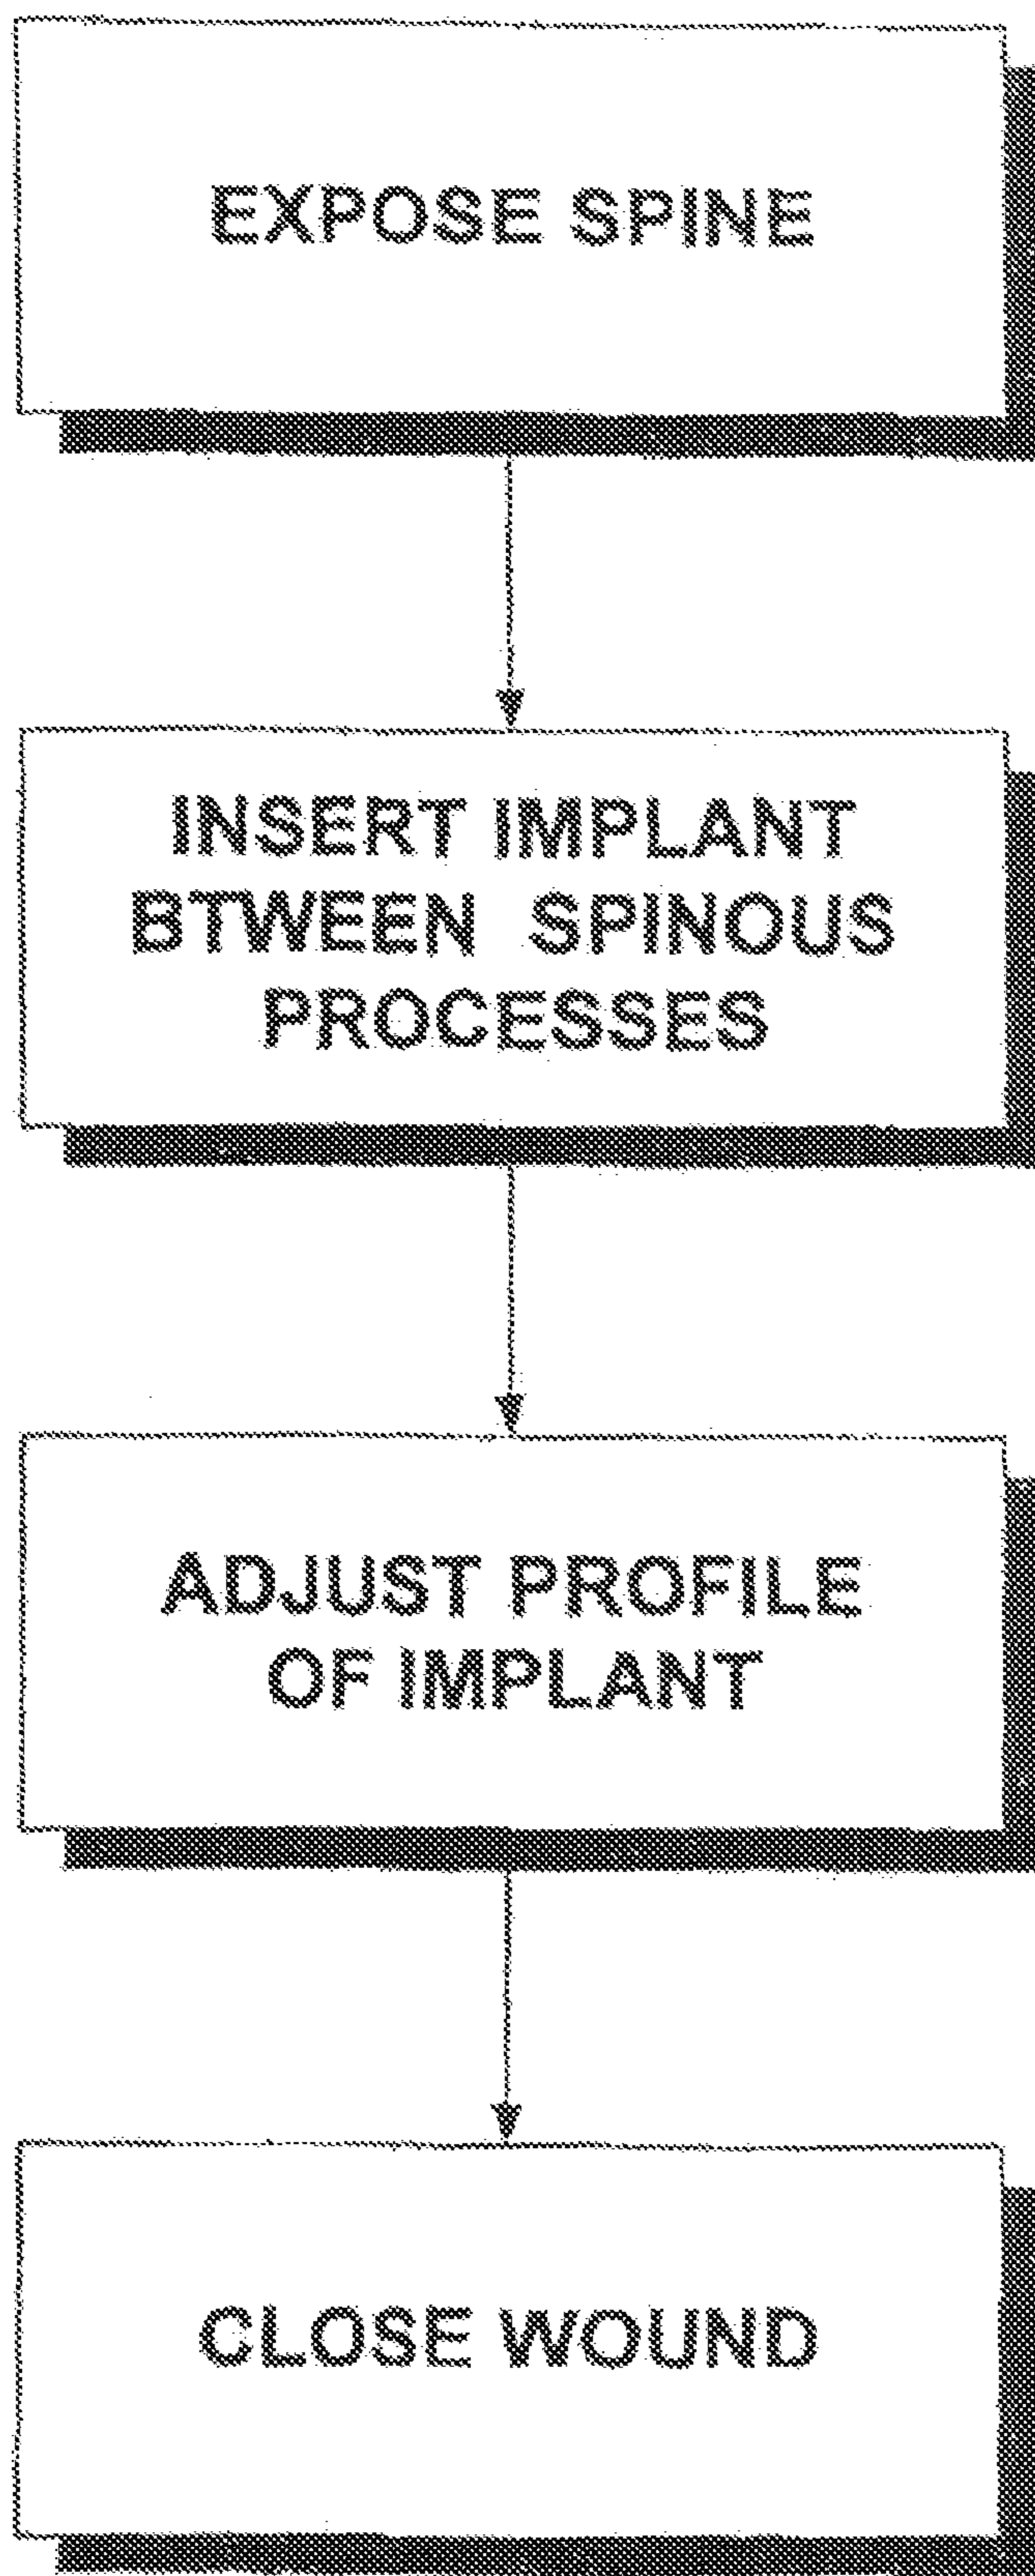 EXPOSE SPINE
INSERT IMPLANT
BTWEEN SPINOUS
PROCESSES
ADJUST PROFILE
OF IMPLANT
CLOSE WOUND